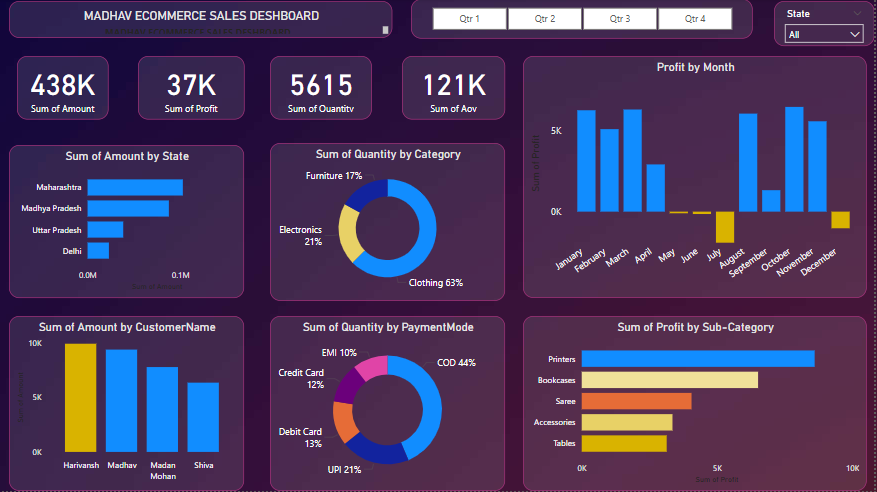 MADHAV ECOMMERCE SALES DESHBOARD
Qtr 1
Qtr 2
Qtr 3
Qtr 4
State
All
438K
Sum of Amount
37K
Sum of Profit
5615
Sum of Quantity
121K
Sum of Aov
Profit by Month
Sum of Profit
5K
0K
January
February
March
April
May
June
July
August
September
October
November
December
Sum of Amount by State
Maharashtra
Madhya Pradesh
Uttar Pradesh
Delhi
0.0M
0.1M
Sum of Amount
Sum of Quantity by Category
Furniture 17%
Electronics
21%
Clothing 63%
Sum of Amount by CustomerName
10K
5K
0K
Harivansh
Madhav
Madan
Mohan
Shiva
Sum of Quantity by PaymentMode
EMI 10%
COD 44%
Credit Card
12%
Debit Card
13%
UPI 21%
Sum of Profit by Sub-Category
Printers
Bookcases
Saree
Accessories
Tables
0K
5K
10K
Sum of Profit